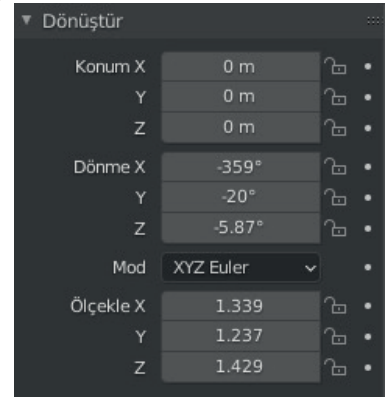 Dönüştür
Konum X 0 m
Y 0 m
Z 0 m
Dönme X -359°
Y -20°
Z -5.87°
Mod XYZ Euler
Ölçekle X 1.339
Y 1.237
Z 1.429